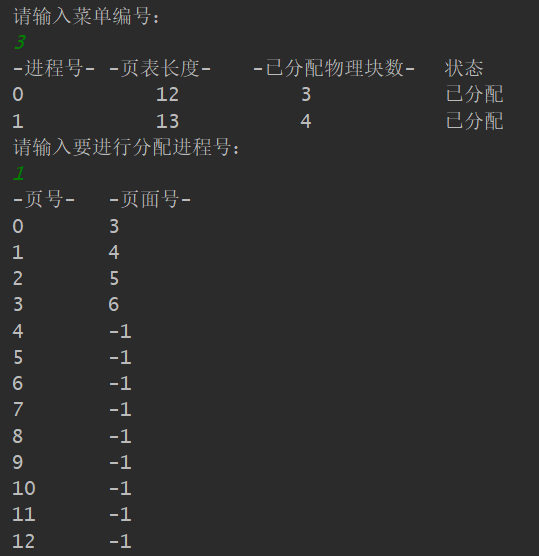 请输入菜单编号:
3
-进程号- -页表长度- -已分配物理块数- 状态
0 12 3 已分配
1 13 4 已分配
请输入要进行分配进程号:
1
-页号- -页面号-
0 3
1 4
2 5
3 6
4 -1
5 -1
6 -1
7 -1
8 -1
9 -1
10 -1
11 -1
12 -1